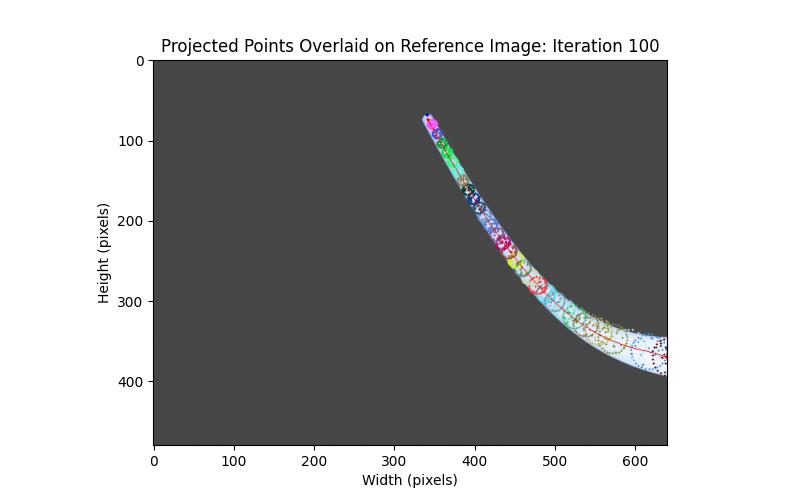 Projected Points Overlaid on Reference Image: Iteration 100
0
100
200
300
400
Height (pixels)
0 100 200 300 400 500 600
Width (pixels)